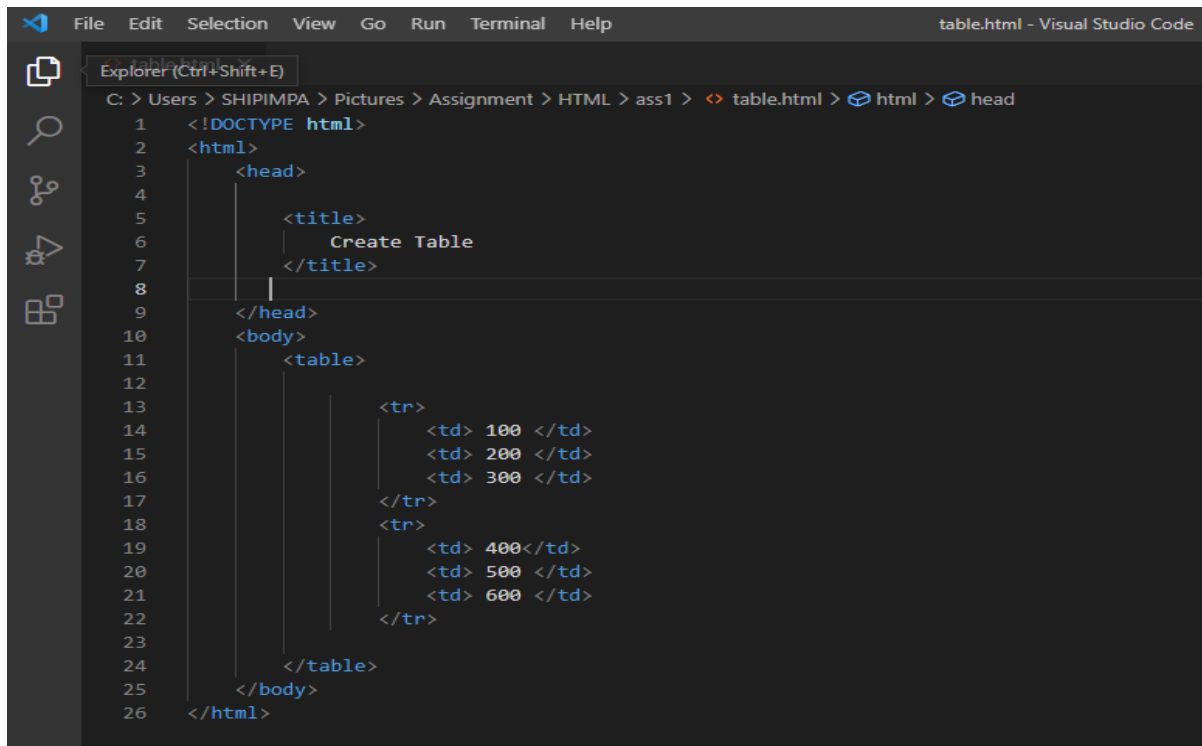 File Edit Selection View Go Run Terminal Help table.html - Visual Studio Code
table.html
Explorer (Ctrl+Shift+E)
C: > Users > SHIPIMPA > Pictures > Assignment > HTML > ass1 > <> table.html > html > head
1 <!DOCTYPE html>
2 <html>
3 <head>
4
5 <title>
6 Create Table
7 </title>
8
9 </head>
10 <body>
11 <table>
12
13 <tr>
14 <td> 100 </td>
15 <td> 200 </td>
16 <td> 300 </td>
17 </tr>
18 <tr>
19 <td> 400</td>
20 <td> 500 </td>
21 <td> 600 </td>
22 </tr>
23
24 </table>
25 </body>
26 </html>